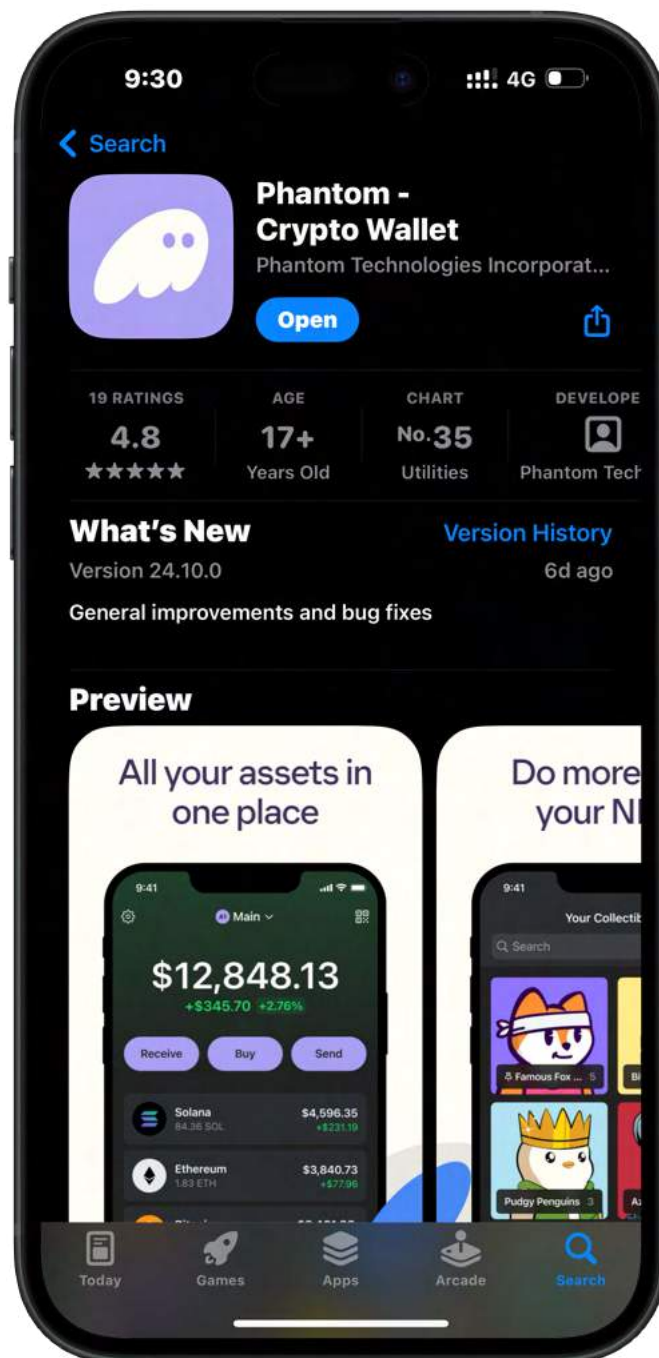 9:30
4G
Search
Phantom -
Crypto Wallet
Phantom Technologies Incorporat...
Open
19 RATINGS
AGE
CHART
DEVELOPE
4.8
17+
No.35
Years Old
Utilities
Phantom Tech
What's New
Version History
Version 24.10.0
6d ago
General improvements and bug fixes
Preview
All your assets in
one place
9:41
Main
$12,848.13
+$345.70 +2.76%
Receive
Buy
Send
Solana
$4,596.35
84.36 SOL
+$231.19
Ethereum
$3,840.73
1.83 ETH
+$77.96
Do more
your
9:41
Your Collectib
Search
Famous Fox ... 5
Pudgy Penguins 3
Today
Games
Apps
Arcade
Search